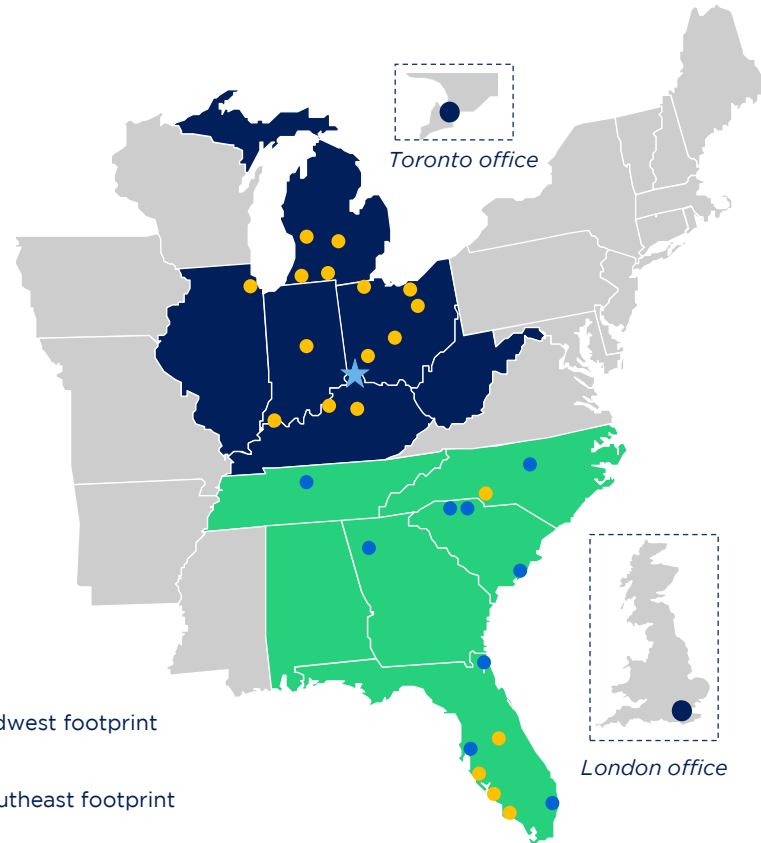 Toronto office
dwest footprint
London office
utheast footprint